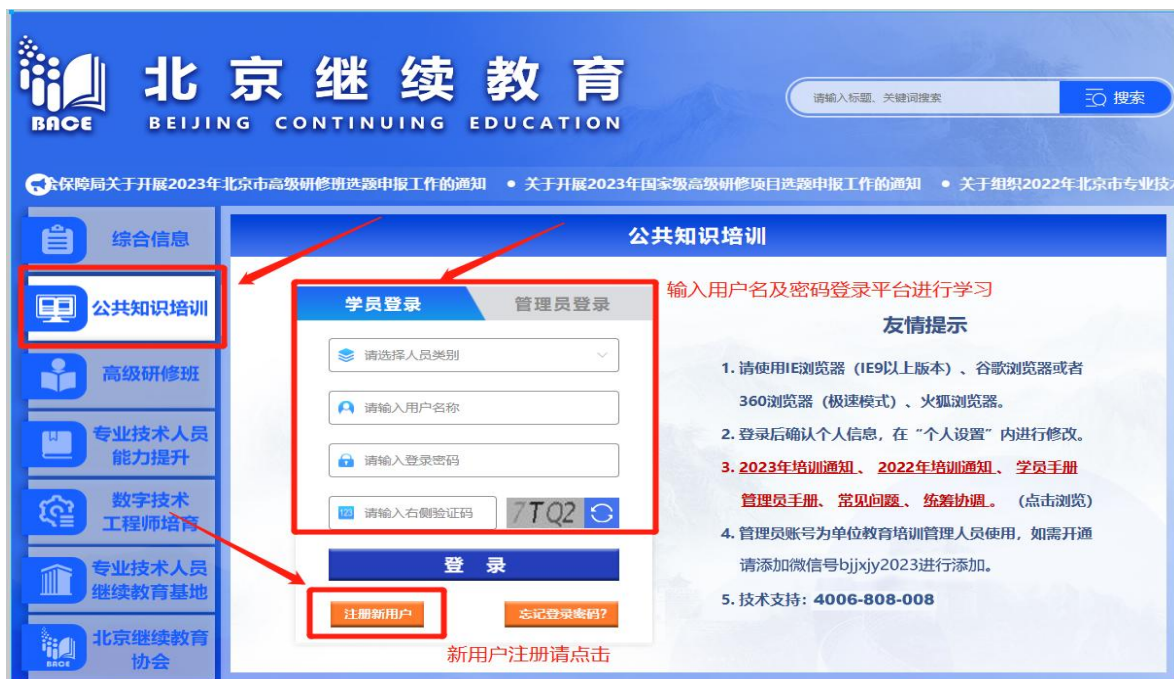 BACE
北京继续教育
BEIJING CONTINUING EDUCATION
请输入标题、关键词搜索
搜索
会保障局关于开展2023年北京市高级研修班选题申报工作的通知 • 关于开展2023年国家级高级研修项目选题申报工作的通知 • 关于组织2022年北京市专业技
综合信息
公共知识培训
高级研修班
专业技术人员
能力提升
数字技术
工程师培育
专业技术人员
继续教育基地
BACE
北京继续教育
协会
公共知识培训
学员登录
管理员登录
请选择人员类别
请输入用户名称
请输入登录密码
123
请输入右侧验证码
7TQ2
登 录
注册新用户
忘记登录密码?
新用户注册请点击
输入用户名及密码登录平台进行学习
友情提示
1. 请使用IE浏览器（IE9以上版本）、谷歌浏览器或者
360浏览器（极速模式）、火狐浏览器。
2. 登录后确认个人信息，在“个人设置”内进行修改。
3. 2023年培训通知、 2022年培训通知、 学员手册
管理员手册、 常见问题、 统筹协调。 (点击浏览)
4. 管理员账号为单位教育培训管理人员使用，如需开通
请添加微信号bjjxjy2023进行添加。
5. 技术支持: 4006-808-008